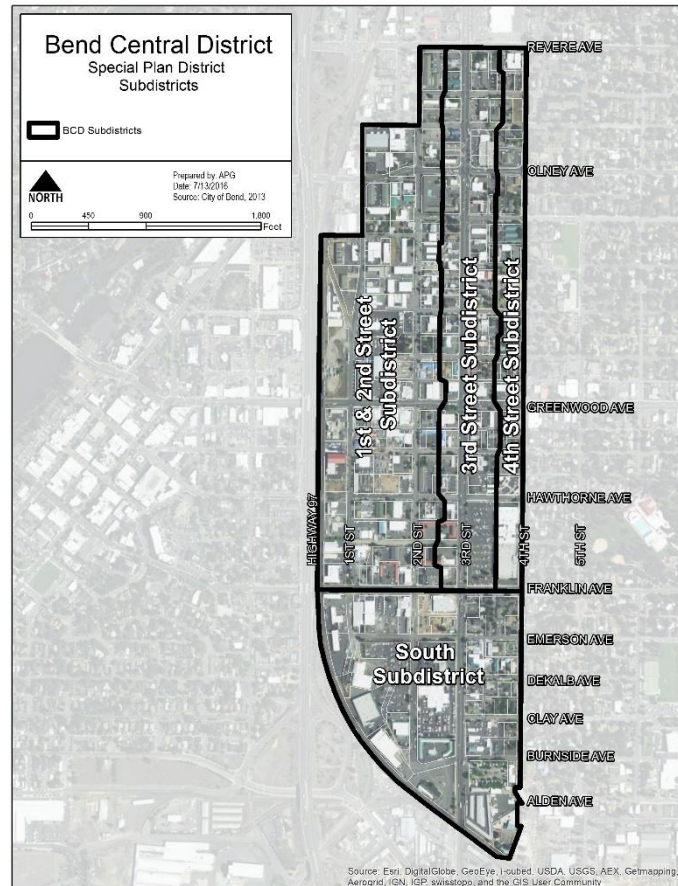 Bend Central District
Special Plan District
Subdistricts
BCD Subdistricts
NORTH
Prepared by: APG
Date: 7/13/2016
Source: City of Bend, 2013
0 450 900 1,800
Feet
REVERE AVE
OLNEY AVE
1st & 2nd Street
Subdistrict
3rd Street Subdistrict
4th Street Subdistrict
GREENWOOD AVE
HAWTHORNE AVE
HIGHWAY 97
1ST ST
2ND ST
3RD ST
4TH ST
5TH ST
FRANKLIN AVE
EMERSON AVE
South
Subdistrict
DEKALB AVE
CLAY AVE
BURNSIDE AVE
ALDEN AVE
Source: Esri, DigitalGlobe, GeoEye, i-cubed, USDA, USGS, AEX, Getmapping,
Aerogrid, IGN, IGP, swisstopo, and the GIS User Community